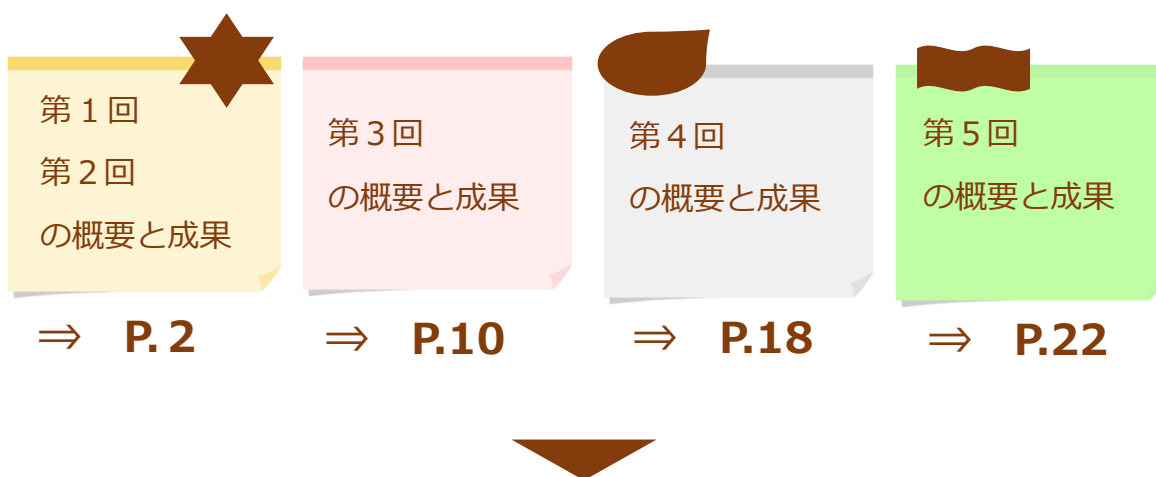 第１回
第２回
の概要と成果
⇒ P.２
第３回
の概要と成果
⇒ P.10
第４回
の概要と成果
⇒ P.18
第５回
の概要と成果
⇒ P.22